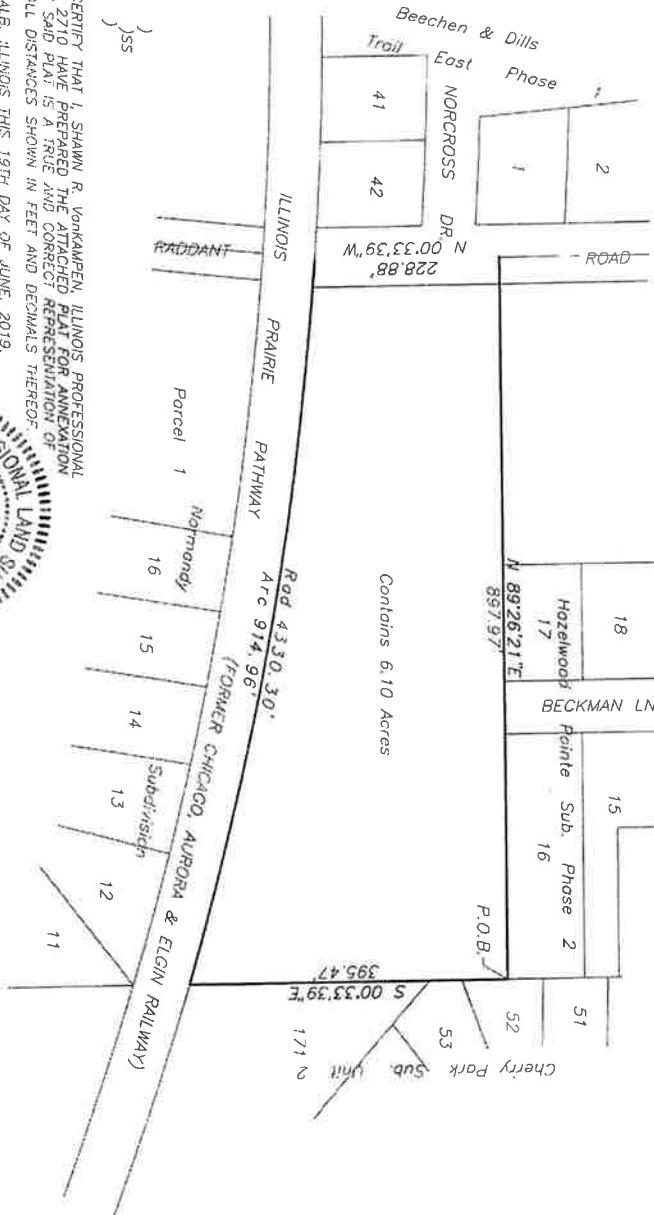 Beechen & Dills
Trail East Phase 1
2
1
NORCROSS DR.
41
42
RADDANT
ROAD
N 00°33'39"W
228.88'
ILLINOIS PRAIRIE PATHWAY
(FORMER CHICAGO, AURORA & ELGIN RAILWAY)
Rad 4330.30'
Arc 914.96'
Contains 6.10 Acres
N 89°26'21"E
897.97'
18
Hazelwood Pointe Sub. Phase 2
17
BECKMAN LN
15
16
P.O.B.
S 00°33'39"E
395.47'
51
52
53
171 2
Cherry Park Sub. Unit
Parcel 1
Normandy Subdivision
16
15
14
13
12
11
)
)SS
)
CERTIFY THAT I, SHAWN R. VanKAMPEN, ILLINOIS PROFESSIONAL
2710 HAVE PREPARED THE ATTACHED PLAT FOR ANNEXATION
SAID PLAT IS A TRUE AND CORRECT REPRESENTATION OF
ALL DISTANCES SHOWN IN FEET AND DECIMALS THEREOF.
ILLINOIS THIS 19TH DAY OF JUNE, 2019.
IONAL LAND